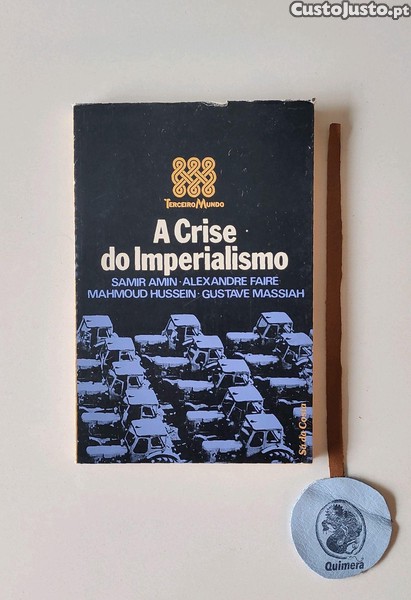 CustoJusto.pt
TERCEIRO MUNDO
A Crise
do Imperialismo
SAMIR AMIN · ALEXANDRE FAIRE
MAHMOUD HUSSEIN · GUSTAVE MASSIAH
Sá da Costa
Quimera